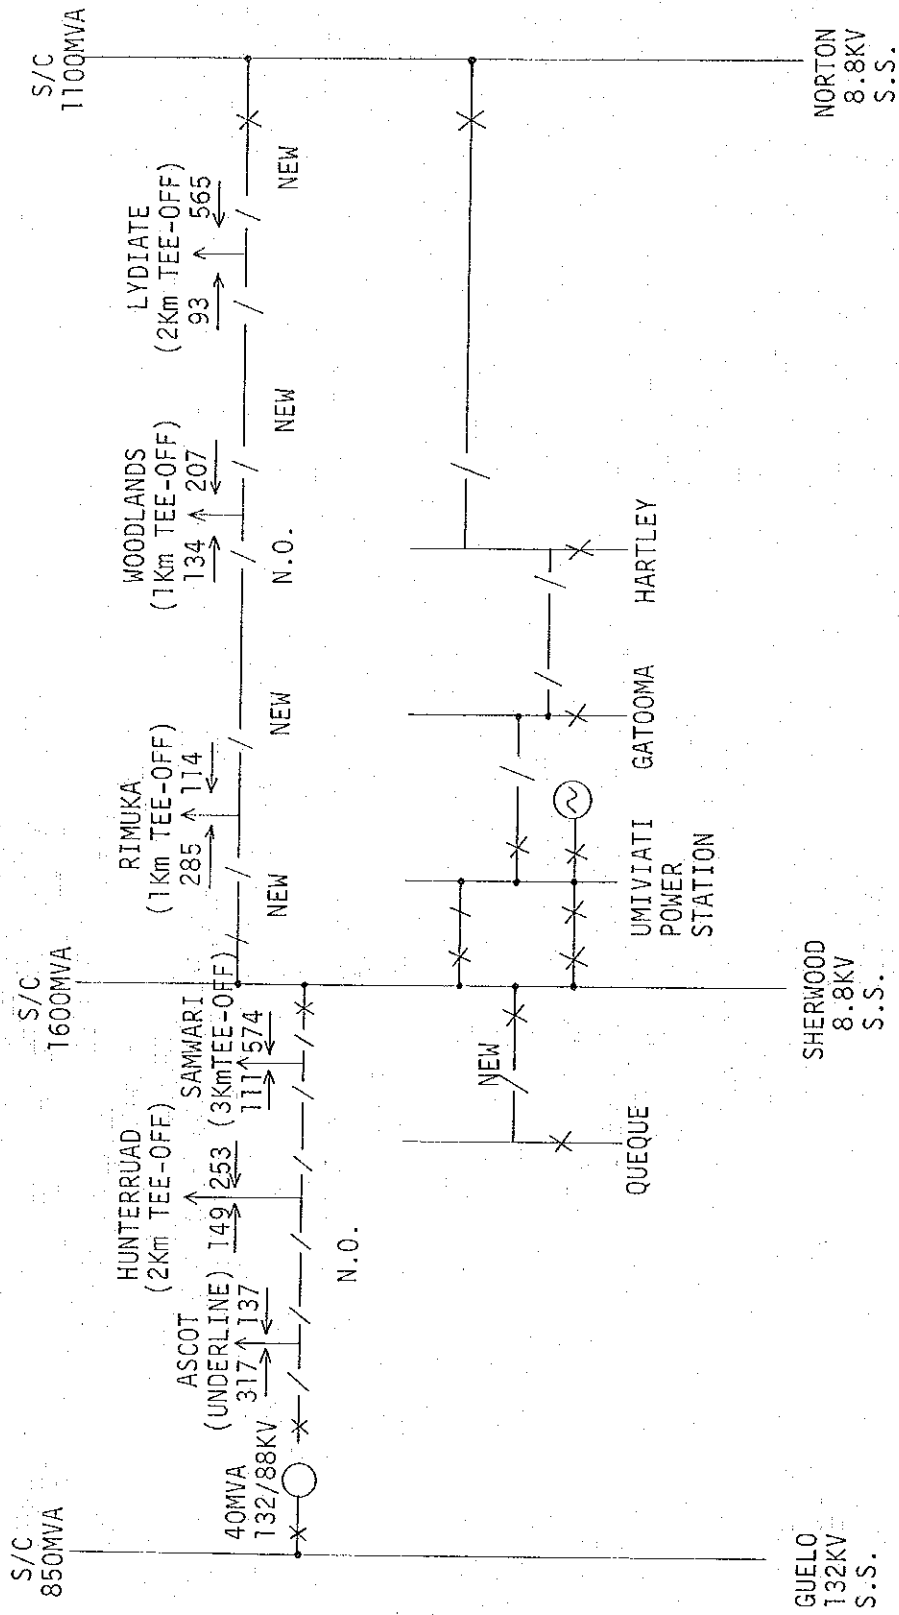 S/C
850MVA
S/C
1600MVA
S/C
1100MVA
40MVA
132/88KV
ASCOT
(UNDERLINE)
317 137
HUNTERRUAD
(2Km TEE-OFF)
149 253
SAMWARI
(3KmTEE-OFF)
111 574
RIMUKA
(1Km TEE-OFF)
285 114
WOODLANDS
(1Km TEE-OFF)
134 207
LYDIATE
(2Km TEE-OFF)
93 565
N.O.
NEW
NEW
N.O.
NEW
NEW
NEW
QUEQUE
UMIVIATI
POWER
STATION
GATOOMA
HARTLEY
GUELO
132KV
S.S.
SHERWOOD
8.8KV
S.S.
NORTON
8.8KV
S.S.